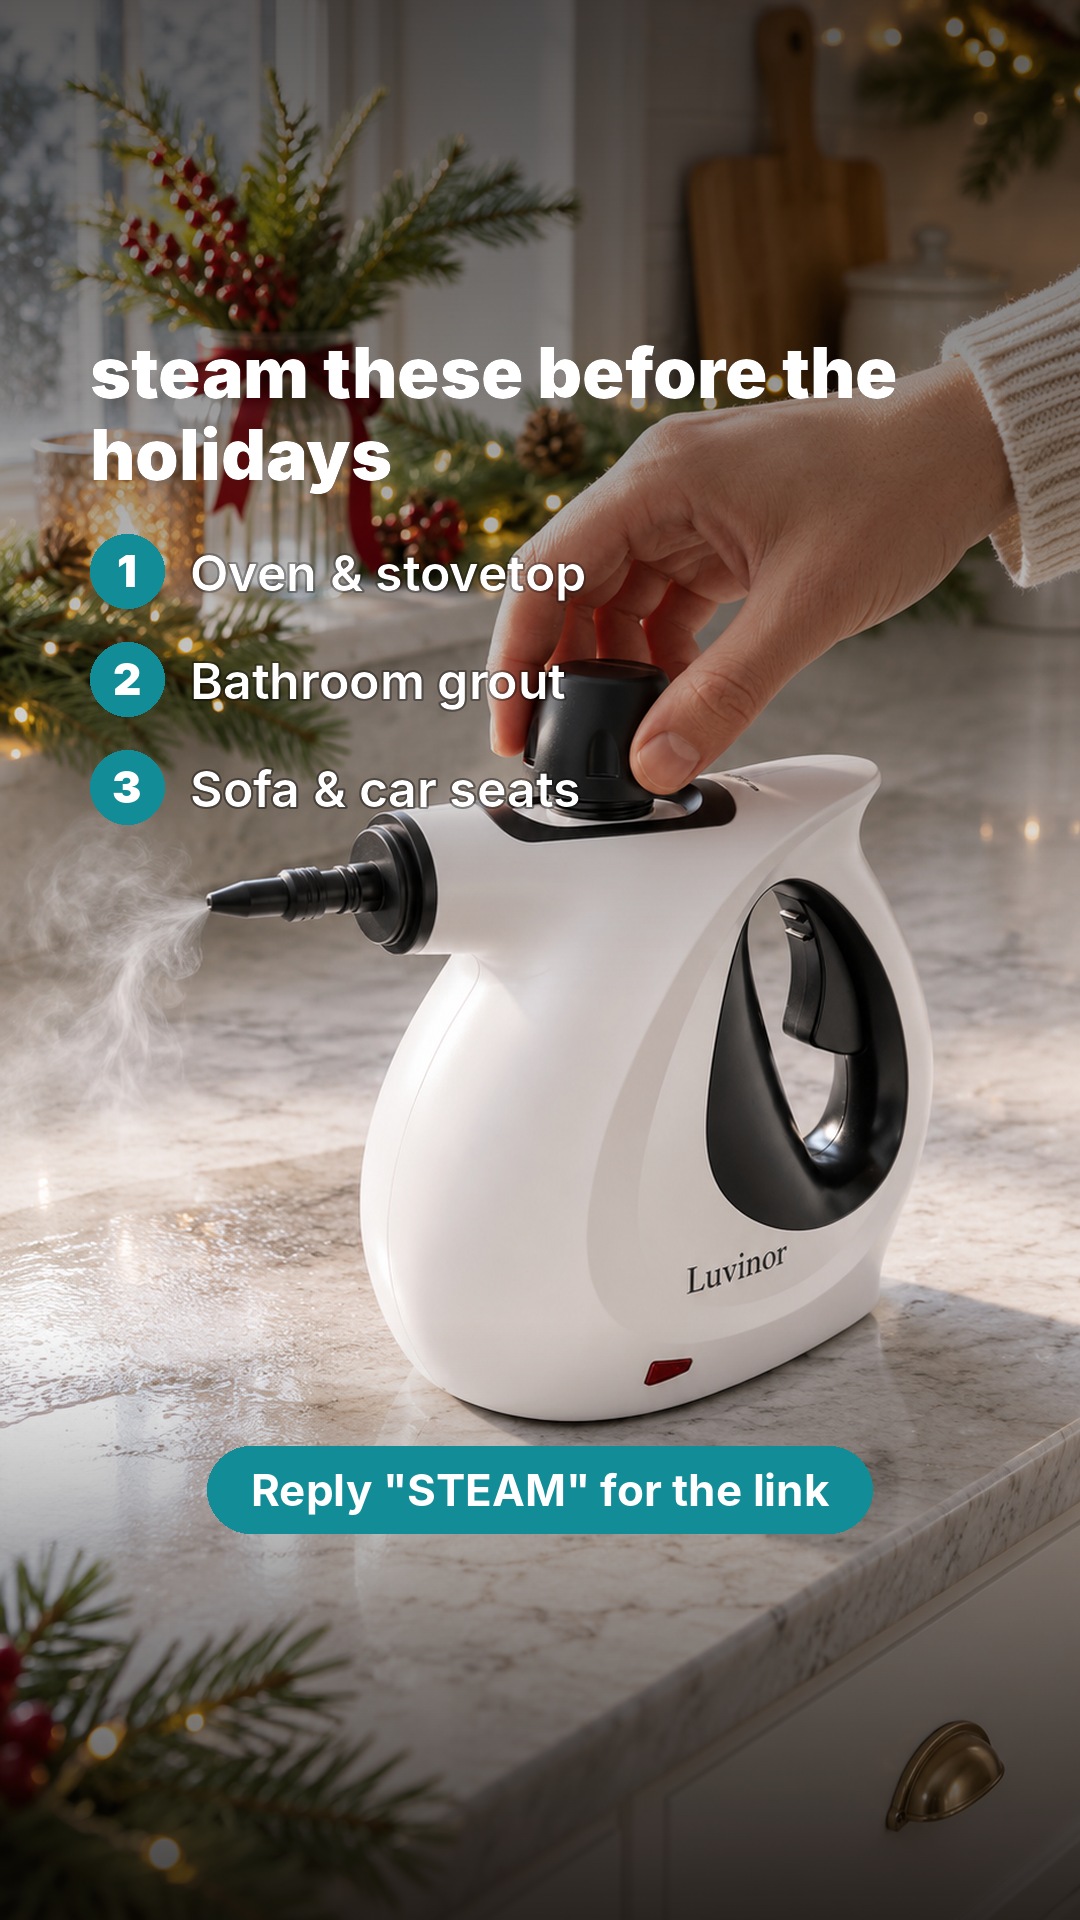 steam these before the
holidays
1 Oven & stovetop
2 Bathroom grout
3 Sofa & car seats
Luvinor
Reply "STEAM" for the link